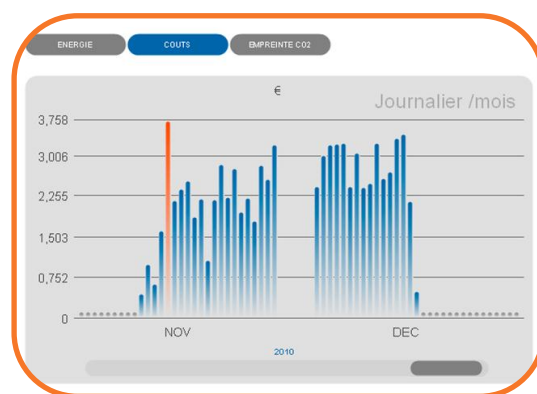 ENERGIE COUTS EMPREINTE CO2
€
Journalier /mois
3,758
3,006
2,255
1,503
0,752
0
NOV DEC
2010